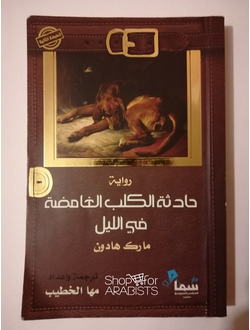 رواية
حادثة الكلب الغامضة
في الليل
مارك هادون
ترجمة وإعداد
مها الخطيب
شما
Shop for
ARABISTS